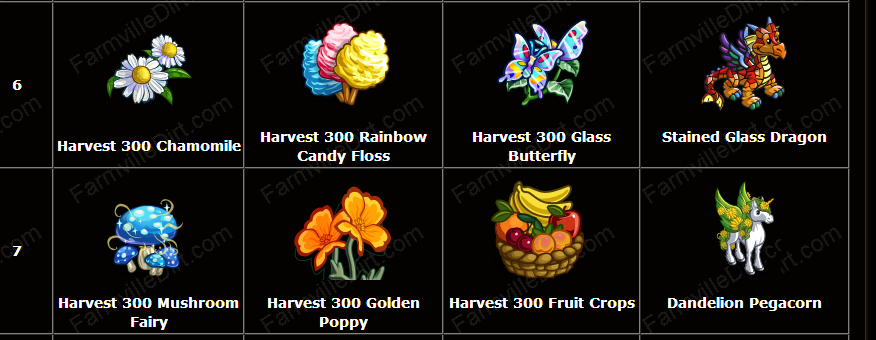 6
Harvest 300 Chamomile
Harvest 300 Rainbow
Candy Floss
Harvest 300 Glass
Butterfly
Stained Glass Dragon
7
Harvest 300 Mushroom
Fairy
Harvest 300 Golden
Poppy
Harvest 300 Fruit Crops
Dandelion Pegacorn
FarmvilleDirt.com